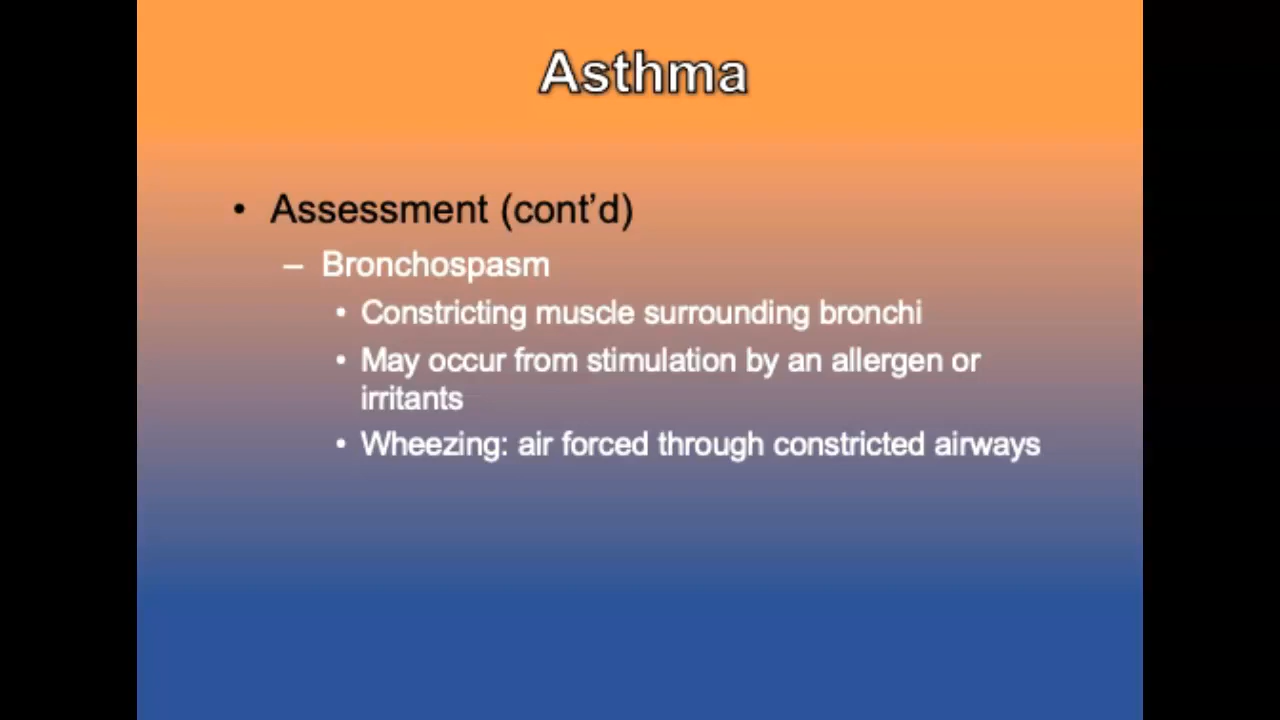 Asthma
• Assessment (cont’d)
– Bronchospasm
• Constricting muscle surrounding bronchi
• May occur from stimulation by an allergen or
irritants
• Wheezing: air forced through constricted airways